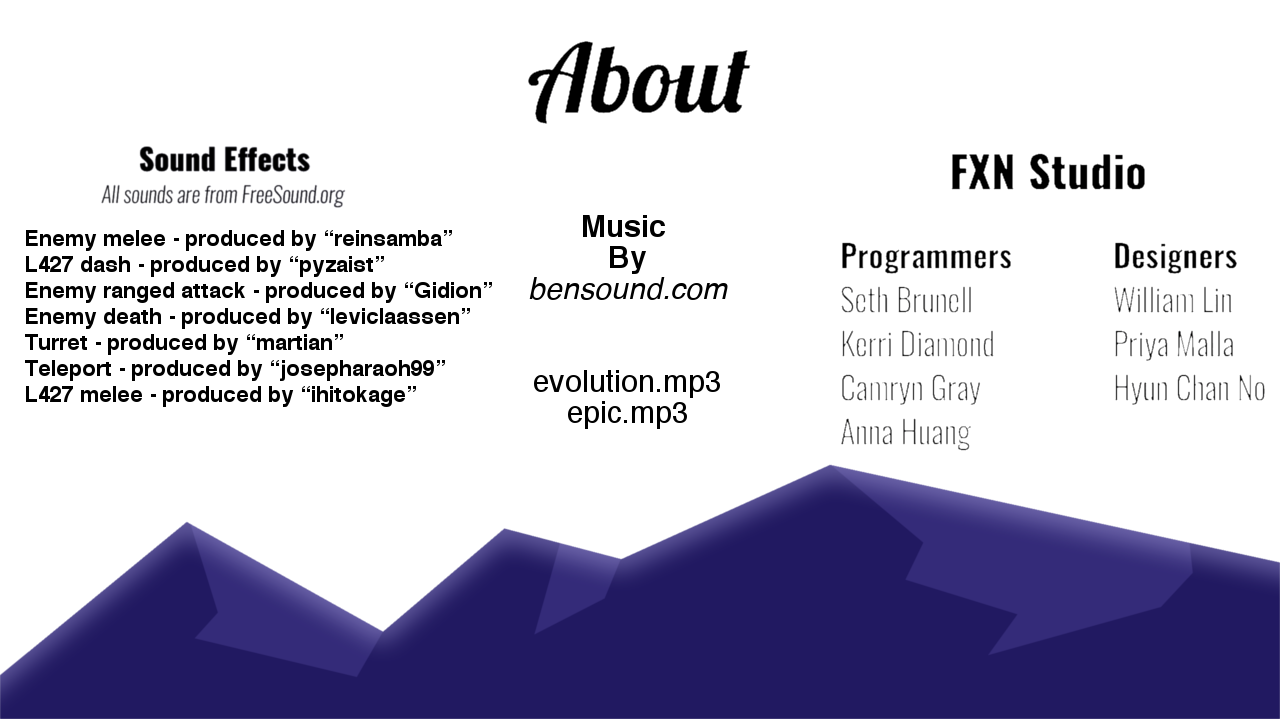 About
Sound Effects
All sounds are from FreeSound.org
Enemy melee - produced by “reinsamba”
L427 dash - produced by “pyzaist”
Enemy ranged attack - produced by “Gidion”
Enemy death - produced by “leviclaassen”
Turret - produced by “martian”
Teleport - produced by “josepharaoh99”
L427 melee - produced by “ihitokage”
Music
By
bensound.com
evolution.mp3
epic.mp3
FXN Studio
Programmers
Seth Brunell
Kerri Diamond
Camryn Gray
Anna Huang
Designers
William Lin
Priya Malla
Hyun Chan No